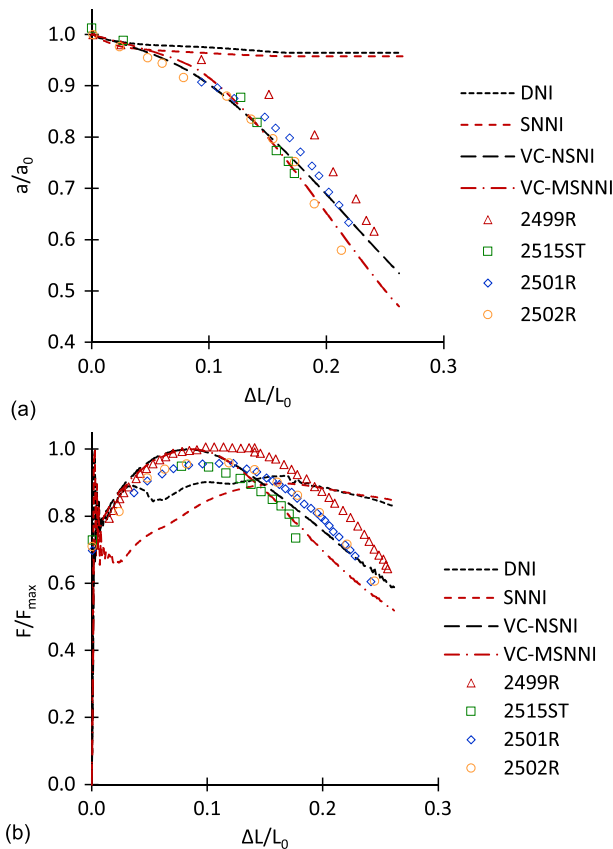 1.0
0.9
0.8
0.7
0.6
0.5
0.4
a/a0
0.0
0.1
0.2
0.3
ΔL/L0
DNI
SNNI
VC-NSNI
VC-MSNNI
2499R
2515ST
2501R
2502R
(a)
1.0
0.8
0.6
0.4
0.2
0.0
F/Fmax
0.0
0.1
0.2
0.3
ΔL/L0
DNI
SNNI
VC-NSNI
VC-MSNNI
2499R
2515ST
2501R
2502R
(b)